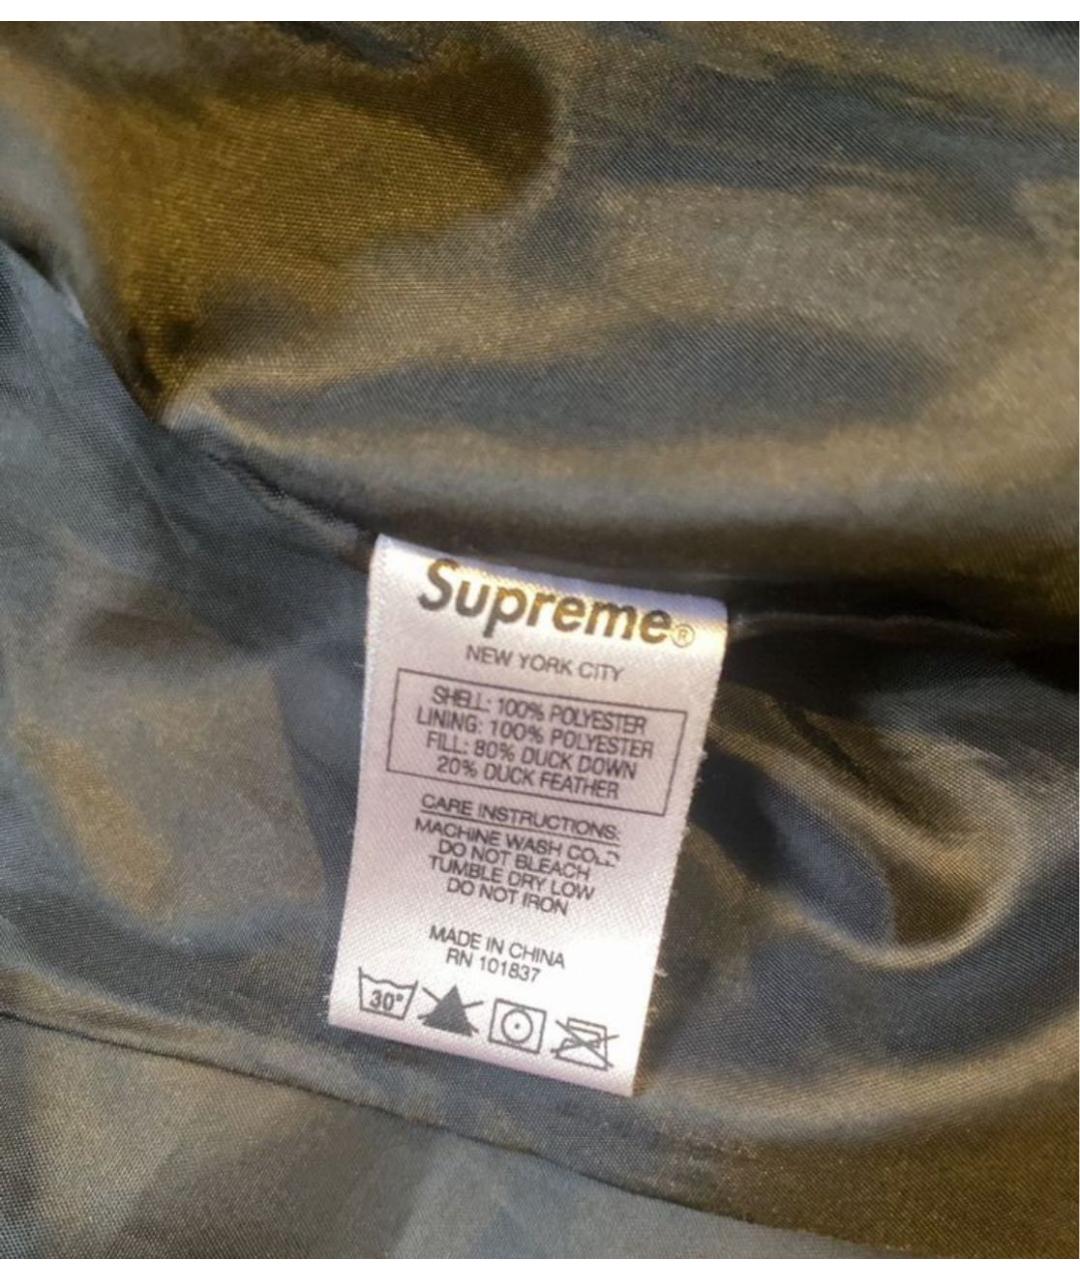 Supreme®
NEW YORK CITY
SHELL: 100% POLYESTER
LINING: 100% POLYESTER
FILL: 80% DUCK DOWN
20% DUCK FEATHER
CARE INSTRUCTIONS:
MACHINE WASH COLD
DO NOT BLEACH
TUMBLE DRY LOW
DO NOT IRON
MADE IN CHINA
RN 101837
30°